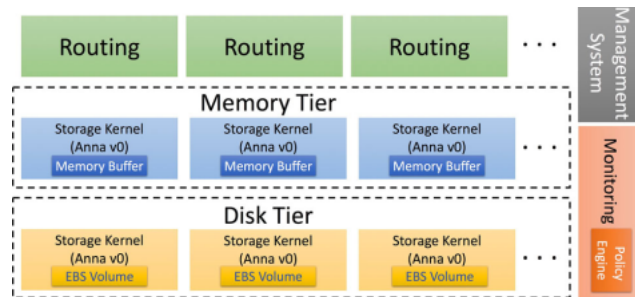 Routing
Routing
Routing
. . .
Management
System
Memory Tier
Storage Kernel
(Anna v0)
Memory Buffer
Storage Kernel
(Anna v0)
Memory Buffer
Storage Kernel
(Anna v0)
Memory Buffer
. . .
Disk Tier
Storage Kernel
(Anna v0)
EBS Volume
Storage Kernel
(Anna v0)
EBS Volume
Storage Kernel
(Anna v0)
EBS Volume
. . .
Monitoring
Policy
Engine